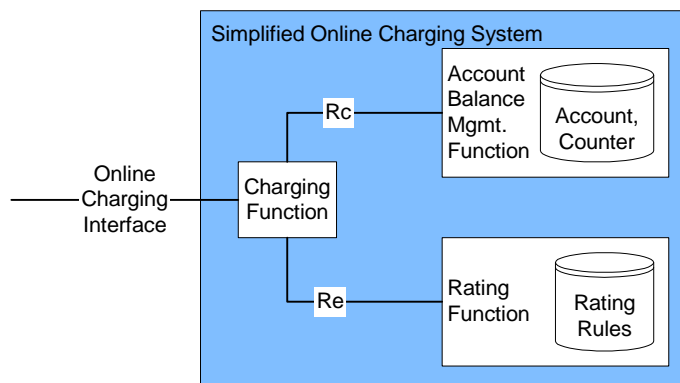 Simplified Online Charging System
Account
Balance
Mgmt.
Function
Account,
Counter
Rc
Online
Charging
Interface
Charging
Function
Re
Rating
Function
Rating
Rules